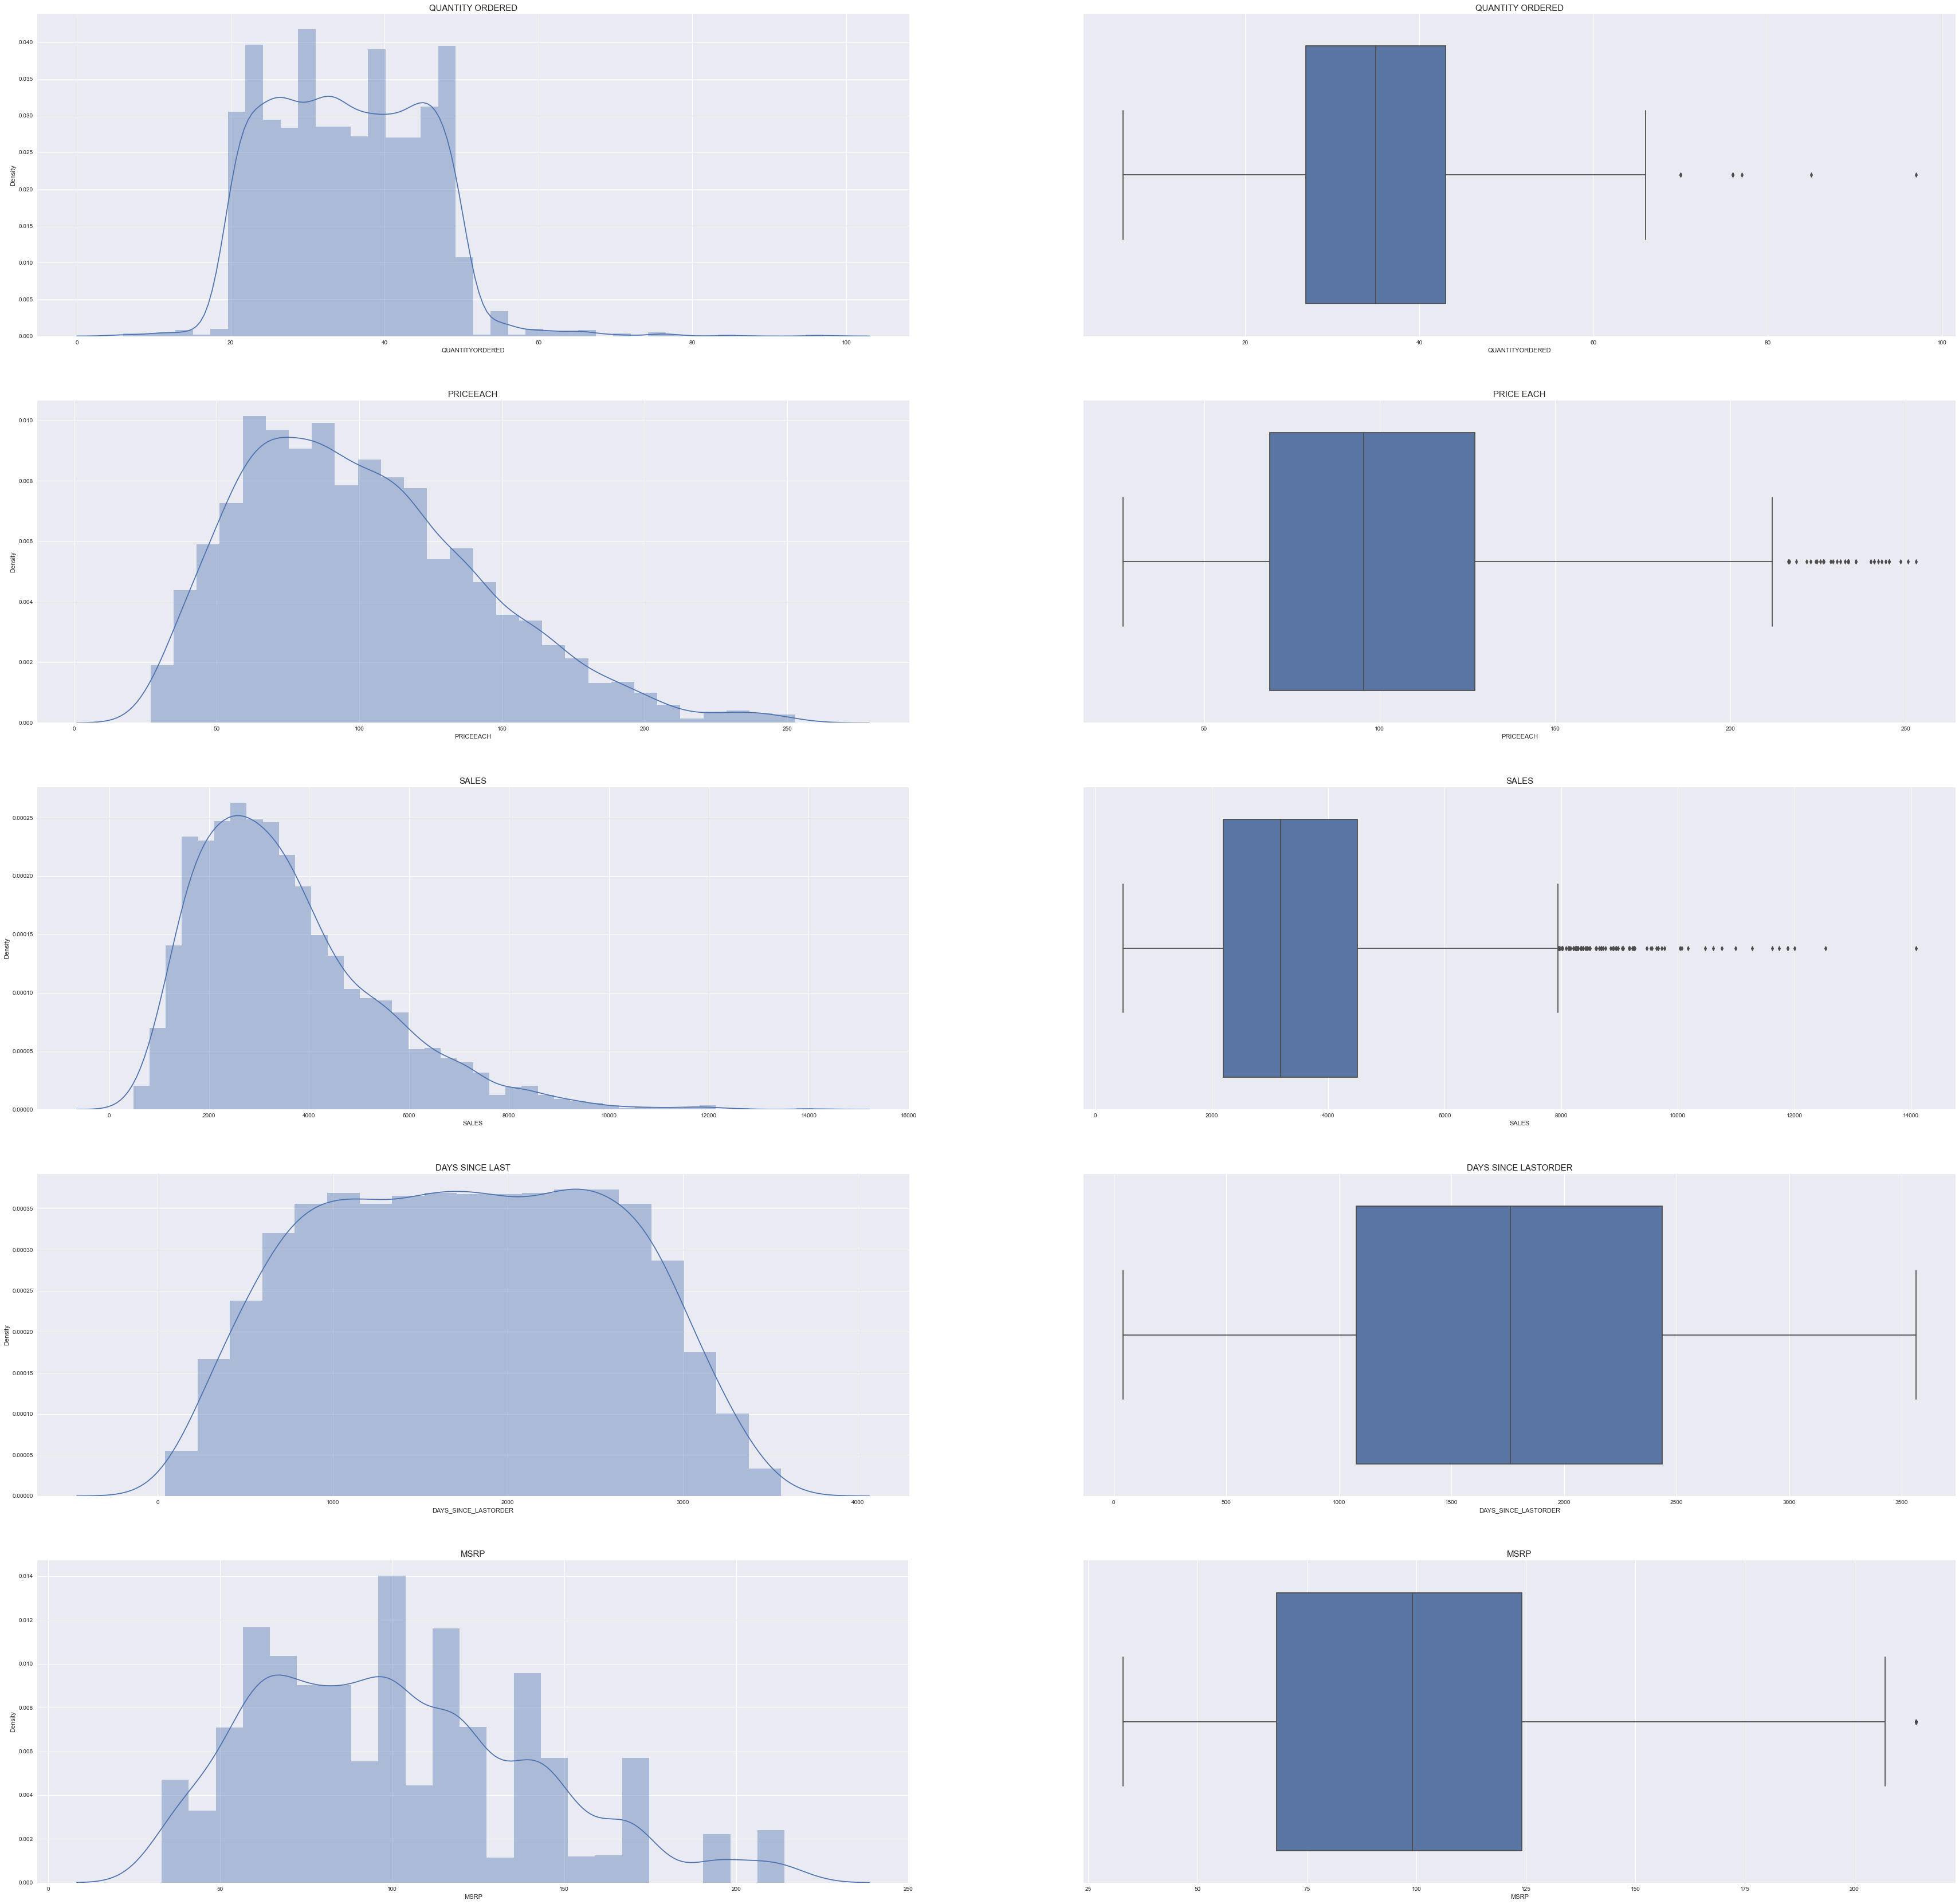 QUANTITY ORDERED
0.040
0.035
0.030
0.025
0.020
0.015
0.010
0.005
0.000
Density
0 20 40 60 80 100
QUANTITYORDERED
QUANTITY ORDERED
20 40 60 80 100
QUANTITYORDERED
PRICEEACH
0.010
0.008
0.006
0.004
0.002
0.000
Density
0 50 100 150 200 250
PRICEEACH
PRICE EACH
50 100 150 200 250
PRICEEACH
SALES
0.00025
0.00020
0.00015
0.00010
0.00005
0.00000
Density
0 2000 4000 6000 8000 10000 12000 14000 16000
SALES
SALES
0 2000 4000 6000 8000 10000 12000 14000
SALES
DAYS SINCE LAST
0.00035
0.00030
0.00025
0.00020
0.00015
0.00010
0.00005
0.00000
Density
0 1000 2000 3000 4000
DAYS_SINCE_LASTORDER
DAYS SINCE LASTORDER
0 500 1000 1500 2000 2500 3000 3500
DAYS_SINCE_LASTORDER
MSRP
0.014
0.012
0.010
0.008
0.006
0.004
0.002
0.000
Density
0 50 100 150 200 250
MSRP
MSRP
25 50 75 100 125 150 175 200
MSRP